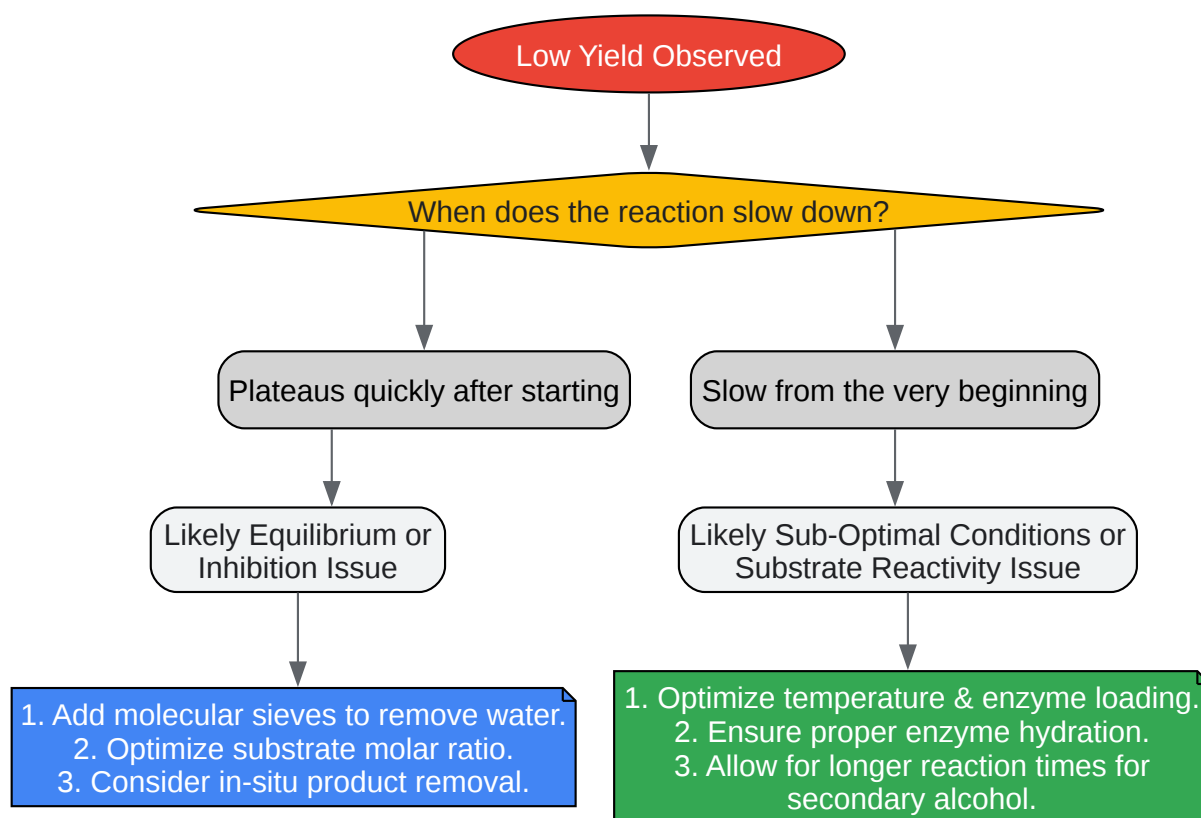 Low Yield Observed
When does the reaction slow down?
Plateaus quickly after starting
Slow from the very beginning
Likely Equilibrium or
Inhibition Issue
Likely Sub-Optimal Conditions or
Substrate Reactivity Issue
1. Add molecular sieves to remove water.
2. Optimize substrate molar ratio.
3. Consider in-situ product removal.
1. Optimize temperature & enzyme loading.
2. Ensure proper enzyme hydration.
3. Allow for longer reaction times for
secondary alcohol.